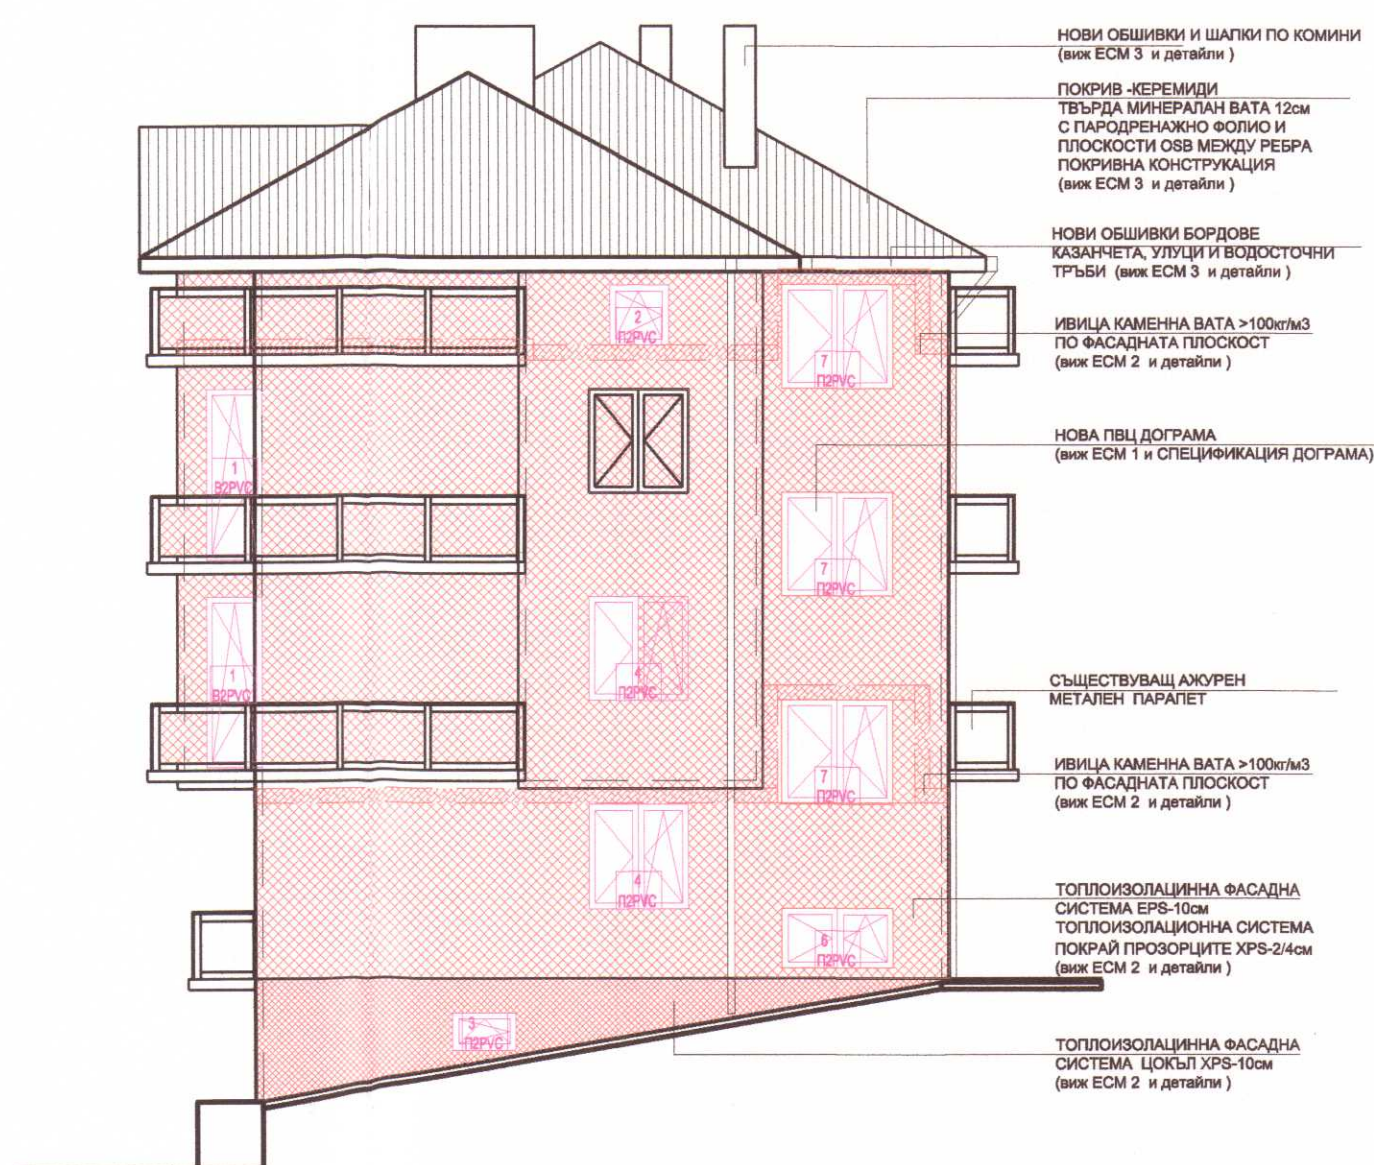 НОВИ ОБШИВКИ И ШАПКИ ПО КОМИНИ
(виж ЕСМ 3 и детайли )
ПОКРИВ -КЕРЕМИДИ
ТВЪРДА МИНЕРАЛАН ВАТА 12см
С ПАРОДРЕНАЖНО ФОЛИО И
ПЛОСКОСТИ OSB МЕЖДУ РЕБРА
ПОКРИВНА КОНСТРУКАЦИЯ
(виж ЕСМ 3 и детайли )
НОВИ ОБШИВКИ БОРДОВЕ
КАЗАНЧЕТА, УЛУЦИ И ВОДОСТОЧНИ
ТРЪБИ (виж ЕСМ 3 и детайли )
ИВИЦА КАМЕННА ВАТА >100кг/м3
ПО ФАСАДНАТА ПЛОСКОСТ
(виж ЕСМ 2 и детайли )
НОВА ПВЦ ДОГРАМА
(виж ЕСМ 1 и СПЕЦИФИКАЦИЯ ДОГРАМА)
СЪЩЕСТВУВАЩ АЖУРЕН
МЕТАЛЕН ПАРАПЕТ
ИВИЦА КАМЕННА ВАТА >100кг/м3
ПО ФАСАДНАТА ПЛОСКОСТ
(виж ЕСМ 2 и детайли )
ТОПЛОИЗОЛАЦИННА ФАСАДНА
СИСТЕМА EPS-10см
ТОПЛОИЗОЛАЦИОННА СИСТЕМА
ПОКРАЙ ПРОЗОРЦИТЕ XPS-2/4см
(виж ЕСМ 2 и детайли )
ТОПЛОИЗОЛАЦИННА ФАСАДНА
СИСТЕМА ЦОКЪЛ XPS-10см
(виж ЕСМ 2 и детайли )
2
П2PVC
7
П2PVC
1
В2PVC
7
П2PVC
1
В2PVC
4
П2PVC
7
П2PVC
4
П2PVC
6
П2PVC
3
П2PVC